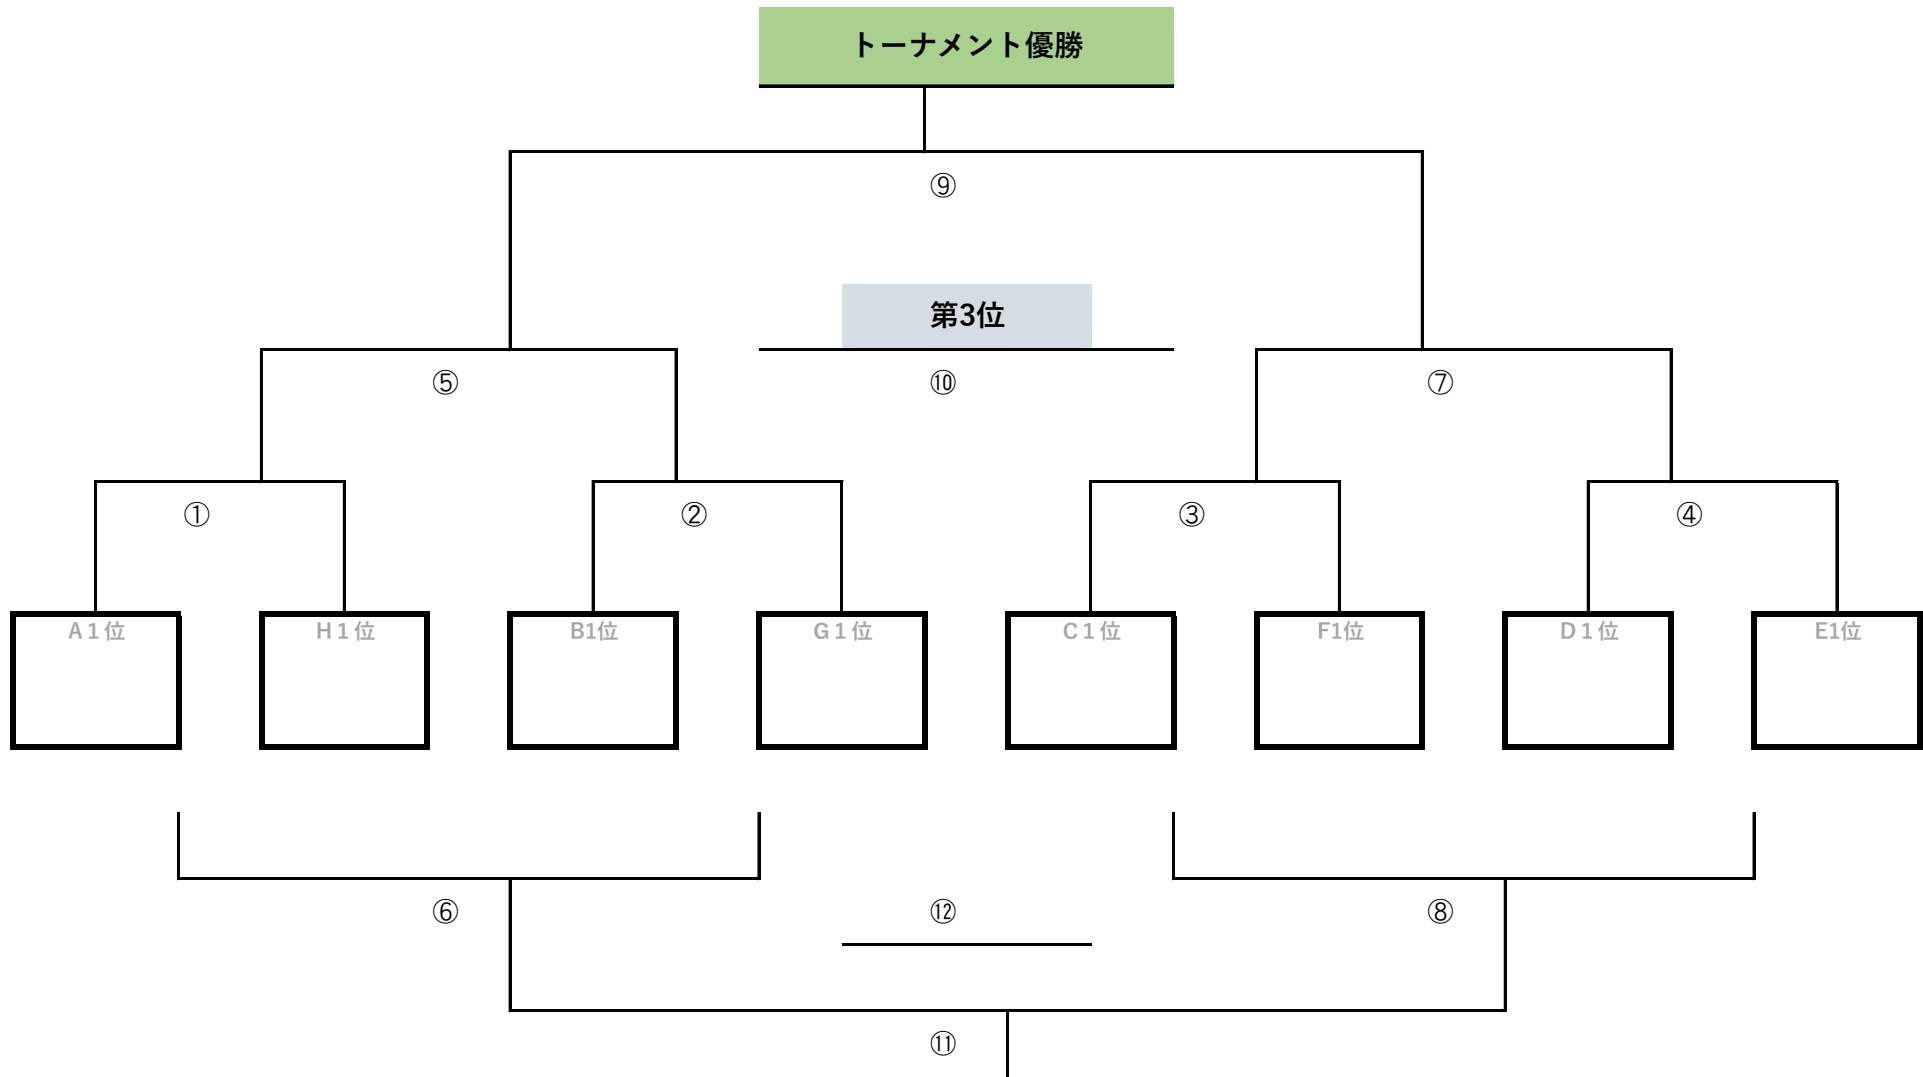 トーナメント優勝
⑨
第3位
⑤
⑩
⑦
①
②
③
④
A１位
H１位
B1位
G１位
C１位
F1位
D１位
E1位
⑥
⑫
⑧
⑪